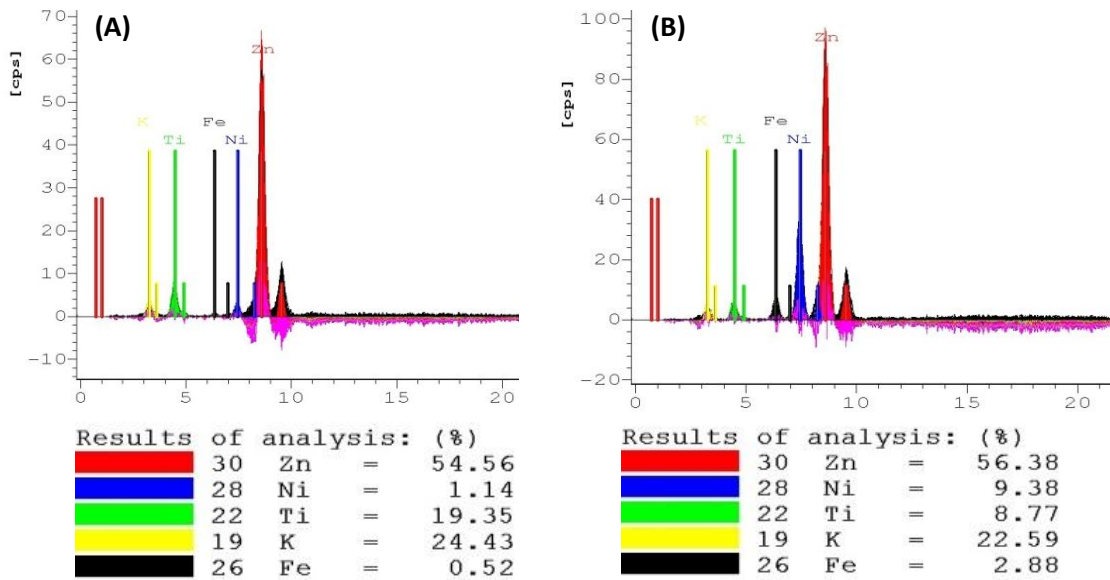 (A)
[cps]
70
60
50
40
30
20
10
0
-10
K
Ti
Fe
Ni
Zn
0 5 10 15 20
Results of analysis: (%)
30 Zn = 54.56
28 Ni = 1.14
22 Ti = 19.35
19 K = 24.43
26 Fe = 0.52
(B)
[cps]
100
80
60
40
20
0
-20
K
Ti
Fe
Ni
Zn
0 5 10 15 20
Results of analysis: (%)
30 Zn = 56.38
28 Ni = 9.38
22 Ti = 8.77
19 K = 22.59
26 Fe = 2.88